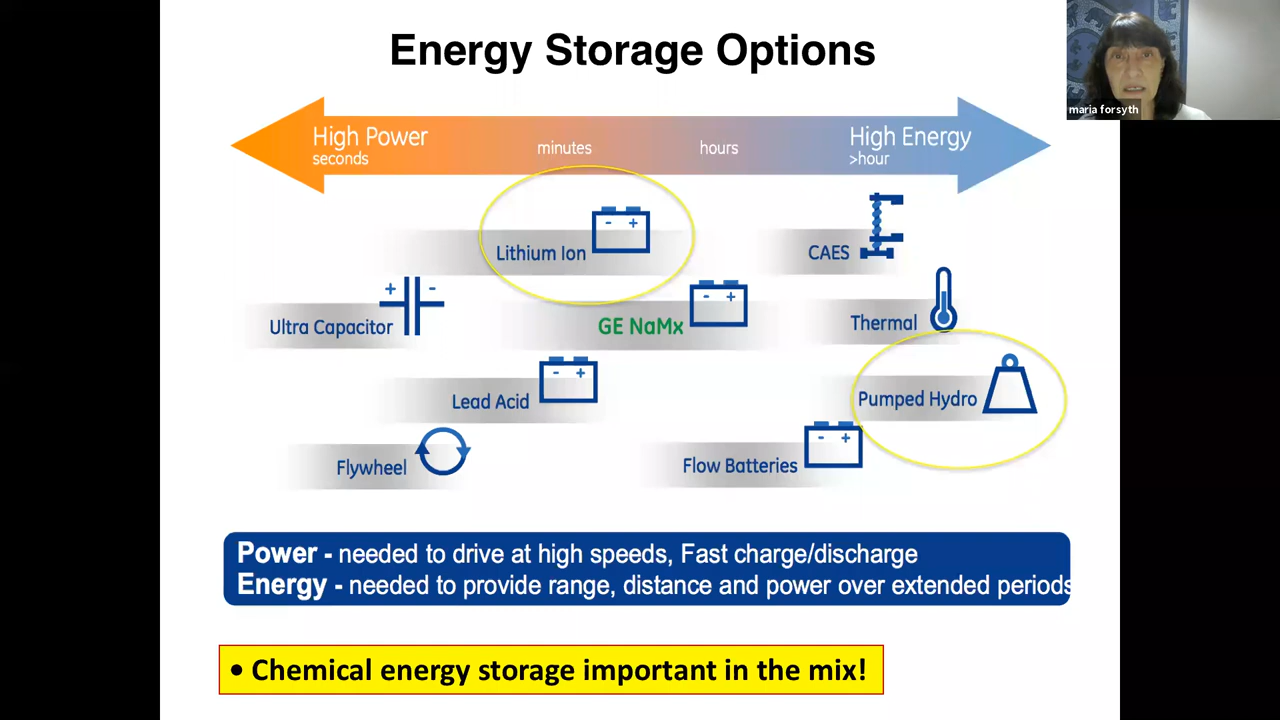 Energy Storage Options
maria forsyth
High Power
seconds
minutes
hours
High Energy
>hour
Lithium Ion
- +
CAES
+ -
Ultra Capacitor
GE NaMx
- +
Thermal
Lead Acid
- +
Pumped Hydro
Flywheel
Flow Batteries
- +
Power - needed to drive at high speeds, Fast charge/discharge
Energy - needed to provide range, distance and power over extended periods
• Chemical energy storage important in the mix!